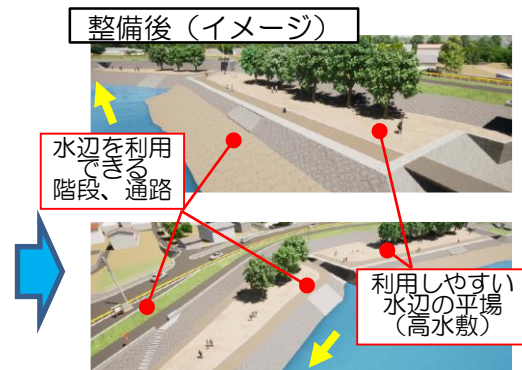 整備後（イメージ）
水辺を利用
できる
階段、通路
利用しやすい
水辺の平場
（高水敷）